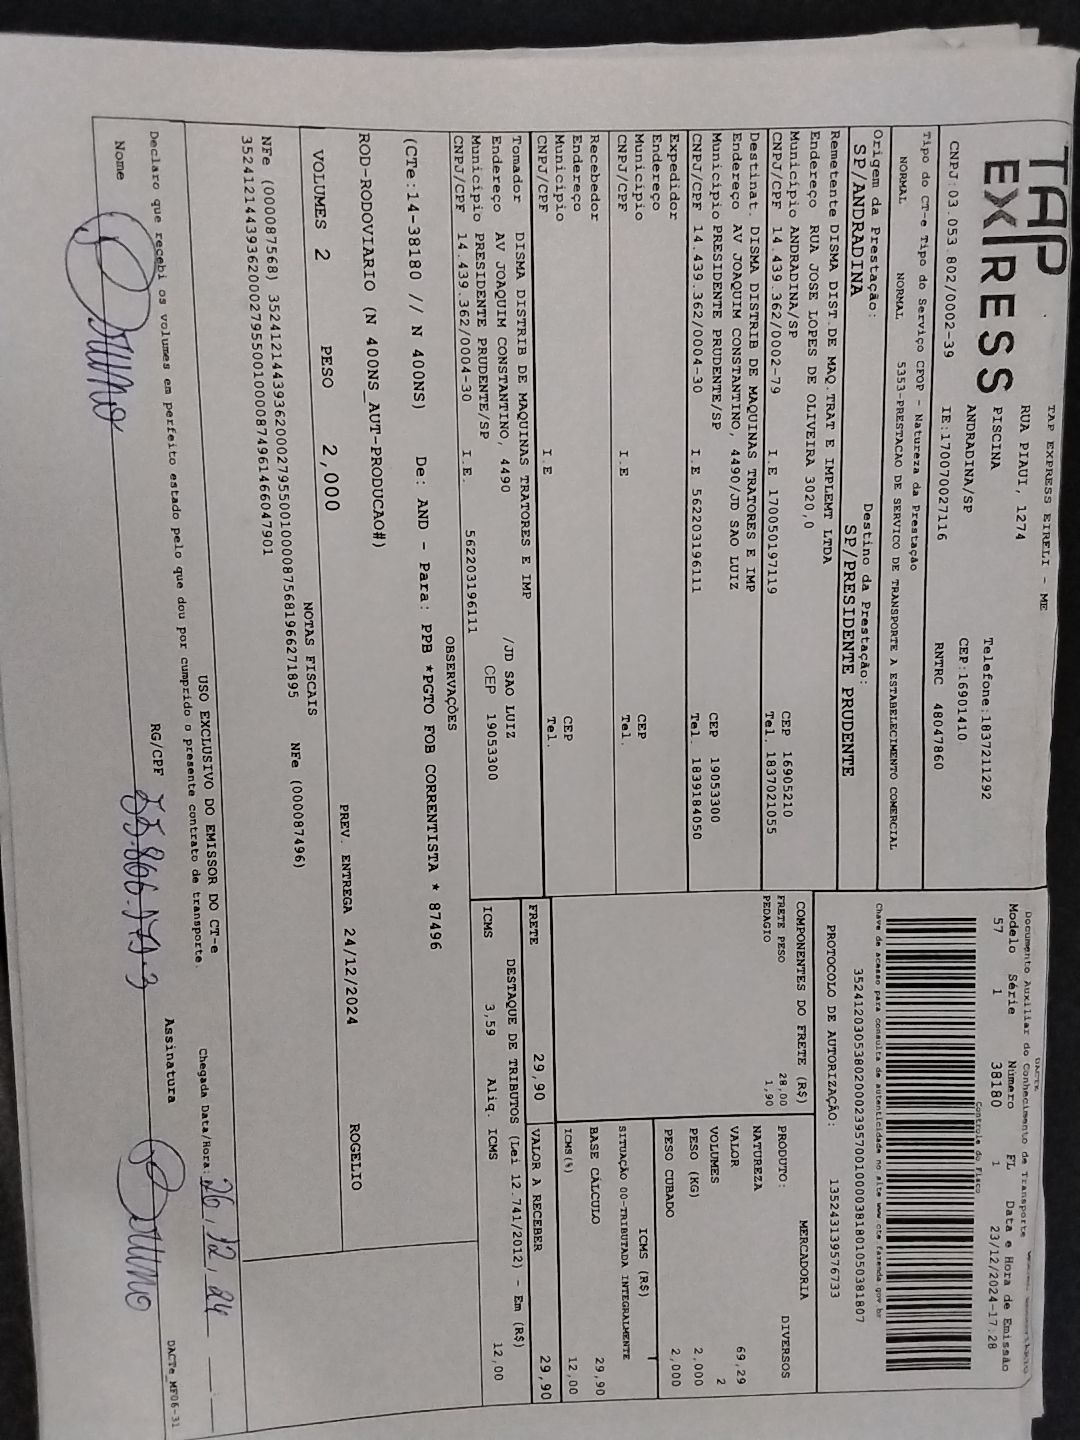 TAP
EXPRESS
TAP EXPRESS EIRELI - ME
RUA PIAUI, 1274
PISCINA
ANDRADINA/SP
Telefone:1837211292
CEP:16901410
CNPJ:03.053.802/0002-39 IE:170070027116 RNTRC 48047860
Tipo do CT-e Tipo do Serviço CFOP - Natureza da Prestação
NORMAL NORMAL 5353-PRESTACAO DE SERVICO DE TRANSPORTE A ESTABELECIMENTO COMERCIAL
Origem da Prestação: Destino da Prestação:
SP/ANDRADINA SP/PRESIDENTE PRUDENTE
DACTE
Documento Auxiliar do Conhecimento de Transporte
Modelo Série Número FL Data e Hora de Emissão
57 1 38180 1 23/12/2024-17:28
Controle do Fisco
Chave de acesso para consulta de autenticidade no site www.cte.fazenda.gov.br
35241203053802000239570010000381801050381807
PROTOCOLO DE AUTORIZAÇÃO: 135243139576733
Remetente DISMA DIST.DE MAQ.TRAT E IMPLEMT LTDA
Endereço RUA JOSE LOPES DE OLIVEIRA 3020,0
Município ANDRADINA/SP CEP 16905210
CNPJ/CPF 14.439.362/0002-79 I.E 170050197119 Tel. 1837021055
Destinat. DISMA DISTRIB DE MAQUINAS TRATORES E IMP
Endereço AV JOAQUIM CONSTANTINO, 4490/JD SAO LUIZ
Município PRESIDENTE PRUDENTE/SP CEP 19053300
CNPJ/CPF 14.439.362/0004-30 I.E 562203196111 Tel. 1839184050
Expedidor
Endereço
Município CEP
CNPJ/CPF I.E Tel.
Recebedor
Endereço
Município CEP
CNPJ/CPF I.E Tel.
Tomador DISMA DISTRIB DE MAQUINAS TRATORES E IMP
Endereço AV JOAQUIM CONSTANTINO, 4490 /JD SAO LUIZ
Município PRESIDENTE PRUDENTE/SP CEP 19053300
CNPJ/CPF 14.439.362/0004-30 I.E. 562203196111
COMPONENTES DO FRETE (R$)
FRETE PESO 28,00
PEDAGIO 1,90
PRODUTO: MERCADORIA
NATUREZA DIVERSOS
VALOR 69,29
VOLUMES 2
PESO (KG) 2,000
PESO CUBADO 2,000
ICMS (R$)
SITUAÇÃO 00-TRIBUTADA INTEGRALMENTE
BASE CÁLCULO 29,90
ICMS(%) 12,00
FRETE 29,90 VALOR A RECEBER 29,90
DESTAQUE DE TRIBUTOS (Lei 12.741/2012) - Em (R$)
ICMS 3,59 Aliq. ICMS 12,00
OBSERVAÇÕES
(CTe:14-38180 // N 400NS) De: AND - Para: PPB *PGTO FOB CORRENTISTA * 87496
ROD-RODOVIARIO (N 400NS_AUT-PRODUCAO#)
ROGELIO
VOLUMES 2 PESO 2,000 PREV. ENTREGA 24/12/2024
NOTAS FISCAIS
NFe (000087568) 35241214439362000279550010000875681966271895 NFe (000087496)
35241214439362000279550010000874961466047901
USO EXCLUSIVO DO EMISSOR DO CT-e
Declaro que recebi os volumes em perfeito estado pelo que dou por cumprido o presente contrato de transporte. Chegada Data/Hora: 26,12,24
Nome Bruno RG/CPF Assinatura Bruno
DACTe_MF06-31